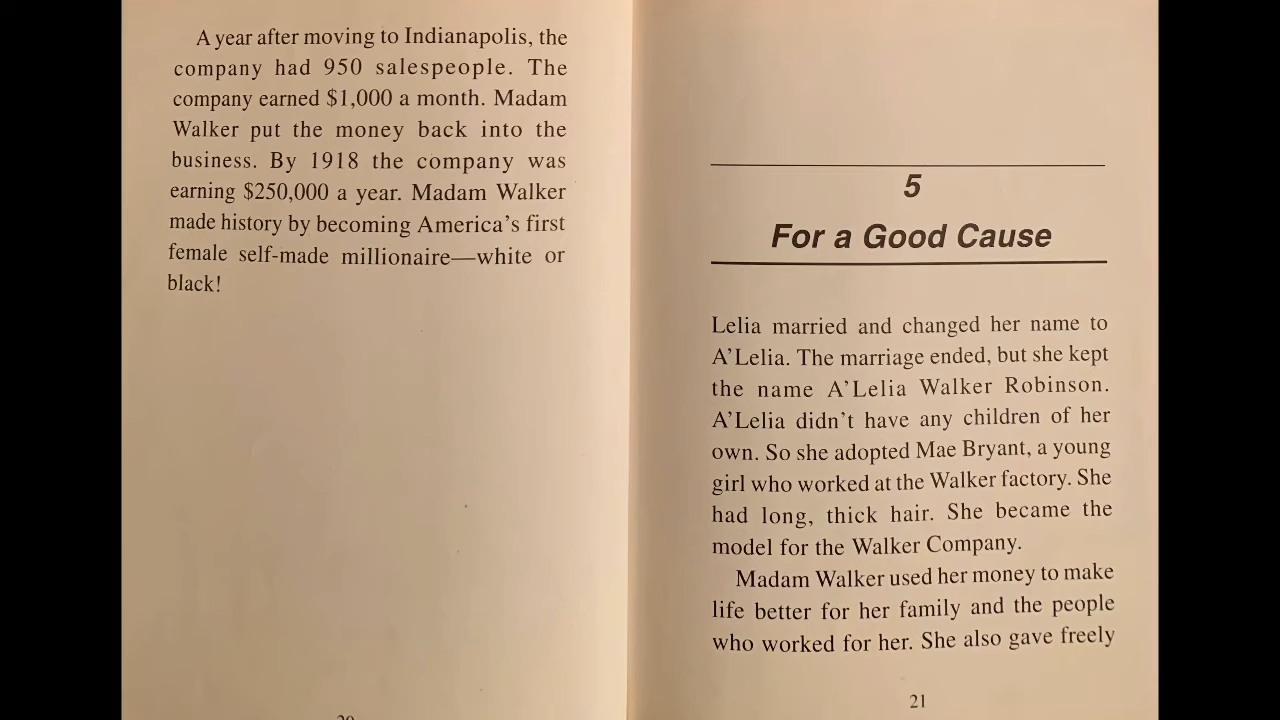 A year after moving to Indianapolis, the
company had 950 salespeople. The
company earned $1,000 a month. Madam
Walker put the money back into the
business. By 1918 the company was
earning $250,000 a year. Madam Walker
made history by becoming America's first
female self-made millionaire—white or
black!
20
5
For a Good Cause
Lelia married and changed her name to
A'Lelia. The marriage ended, but she kept
the name A'Lelia Walker Robinson.
A'Lelia didn't have any children of her
own. So she adopted Mae Bryant, a young
girl who worked at the Walker factory. She
had long, thick hair. She became the
model for the Walker Company.
Madam Walker used her money to make
life better for her family and the people
who worked for her. She also gave freely
21